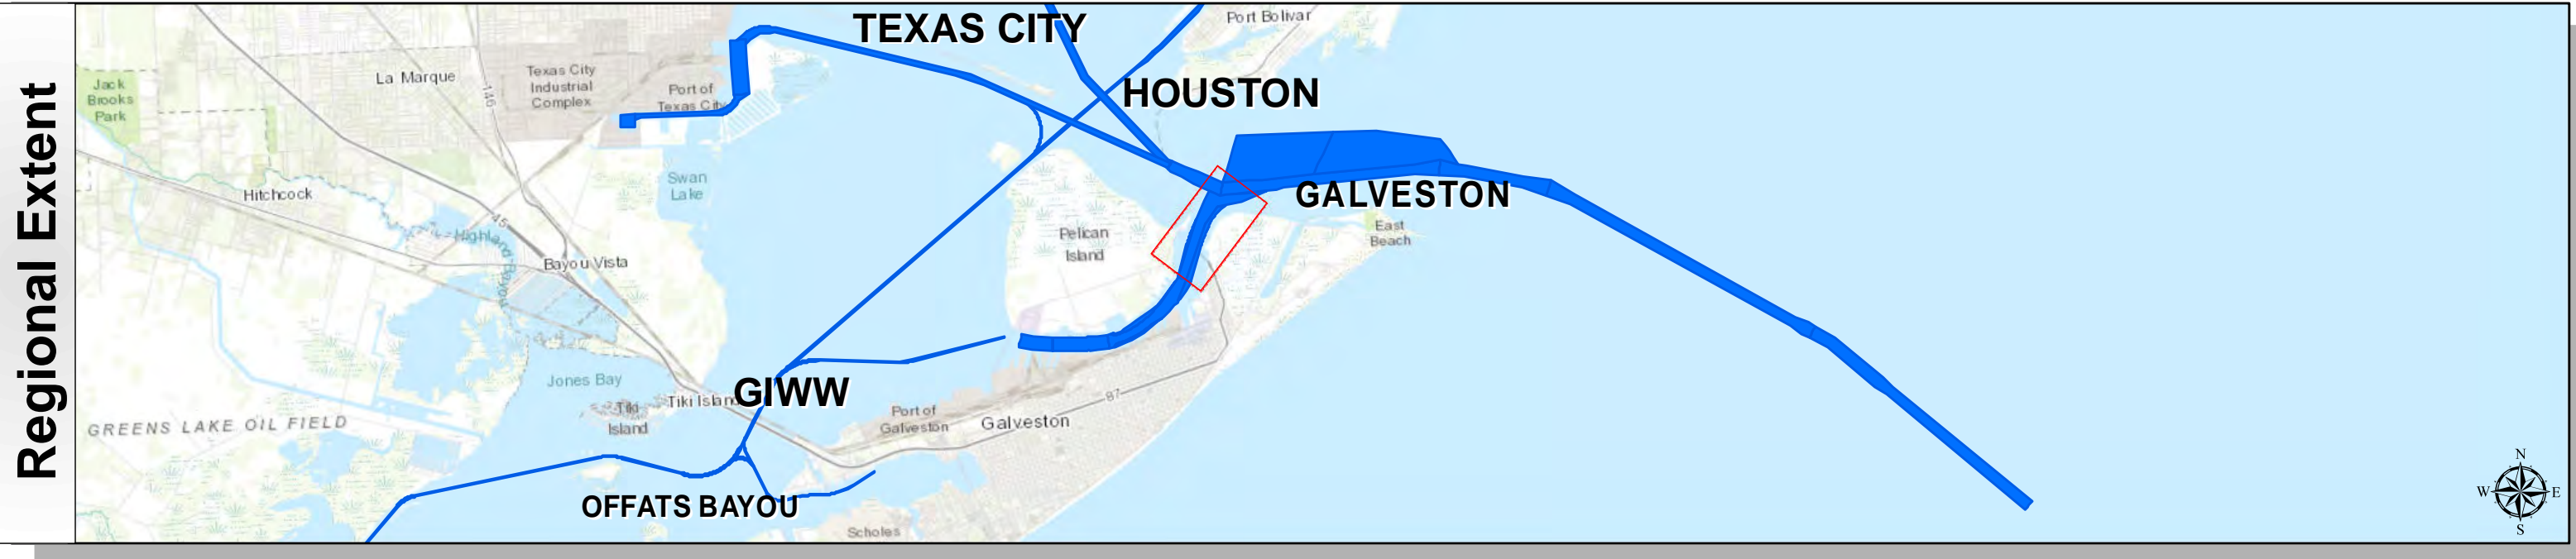 Regional Extent
TEXAS CITY
Port Bolivar
HOUSTON
La Marque
Texas City
Industrial
Complex
Port of
Texas City
Jack
Brooks
Park
146
Swan
Lake
Hitchcock
GALVESTON
45
Highland Bayou
Bayou Vista
Pelican
Island
East
Beach
Jones Bay
Tiki
Island
Tiki Island
GIWW
87
Port of
Galveston
Galveston
GREENS LAKE OIL FIELD
OFFATS BAYOU
Scholes
N
W
E
S